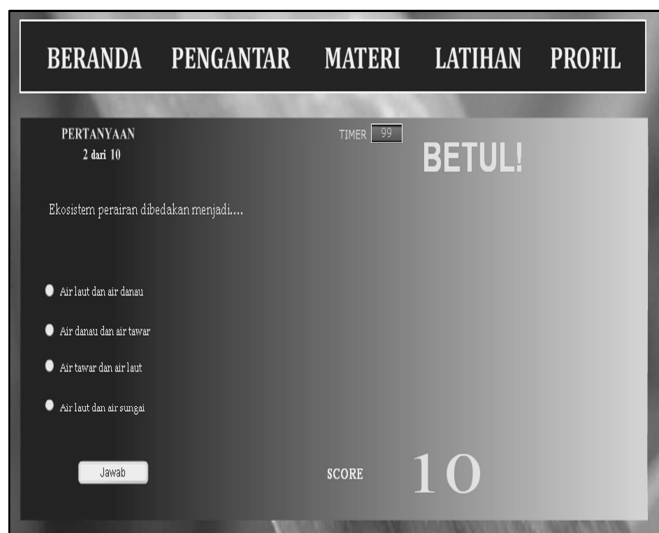 BERANDA PENGANTAR MATERI LATIHAN PROFIL
PERTANYAAN
2 dari 10
TIMER 99
BETUL!
Ekosistem perairan dibedakan menjadi....
Air laut dan air danau
Air danau dan air tawar
Air tawar dan air laut
Air laut dan air sungai
Jawab
SCORE 10